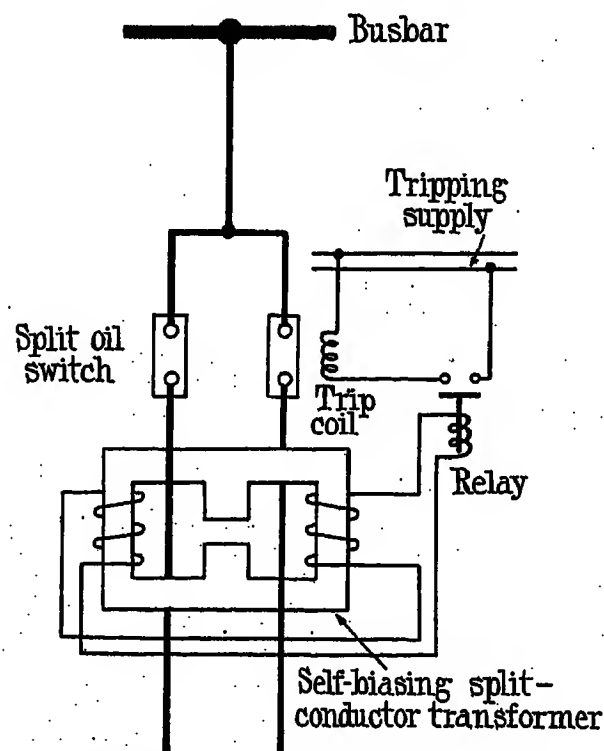 Busbar
Tripping
supply
Split oil
switch
Trip
coil
Relay
Self-biasing split-
conductor transformer